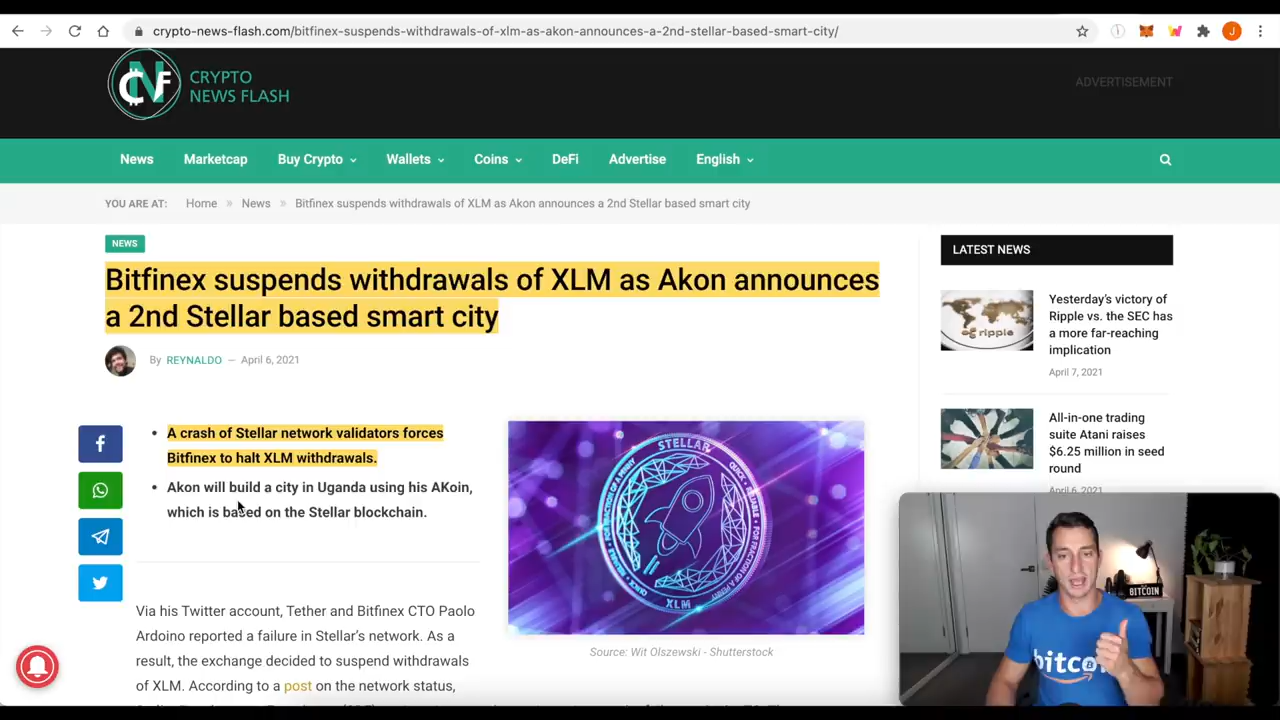 crypto-news-flash.com/bitfinex-suspends-withdrawals-of-xlm-as-akon-announces-a-2nd-stellar-based-smart-city/
J
CNF
CRYPTO
NEWS FLASH
ADVERTISEMENT
News Marketcap Buy Crypto Wallets Coins DeFi Advertise English
YOU ARE AT: Home » News » Bitfinex suspends withdrawals of XLM as Akon announces a 2nd Stellar based smart city
NEWS
Bitfinex suspends withdrawals of XLM as Akon announces
a 2nd Stellar based smart city
By REYNALDO — April 6, 2021
• A crash of Stellar network validators forces
Bitfinex to halt XLM withdrawals.
• Akon will build a city in Uganda using his AKoin,
which is based on the Stellar blockchain.
Via his Twitter account, Tether and Bitfinex CTO Paolo
Ardoino reported a failure in Stellar's network. As a
result, the exchange decided to suspend withdrawals
of XLM. According to a post on the network status,
STELLAR
XLM
Source: Wit Olszewski - Shutterstock
LATEST NEWS
ripple
Yesterday's victory of
Ripple vs. the SEC has
a more far-reaching
implication
April 7, 2021
All-in-one trading
suite Atani raises
$6.25 million in seed
round
April 6, 2021
BITCOIN
bitcoin